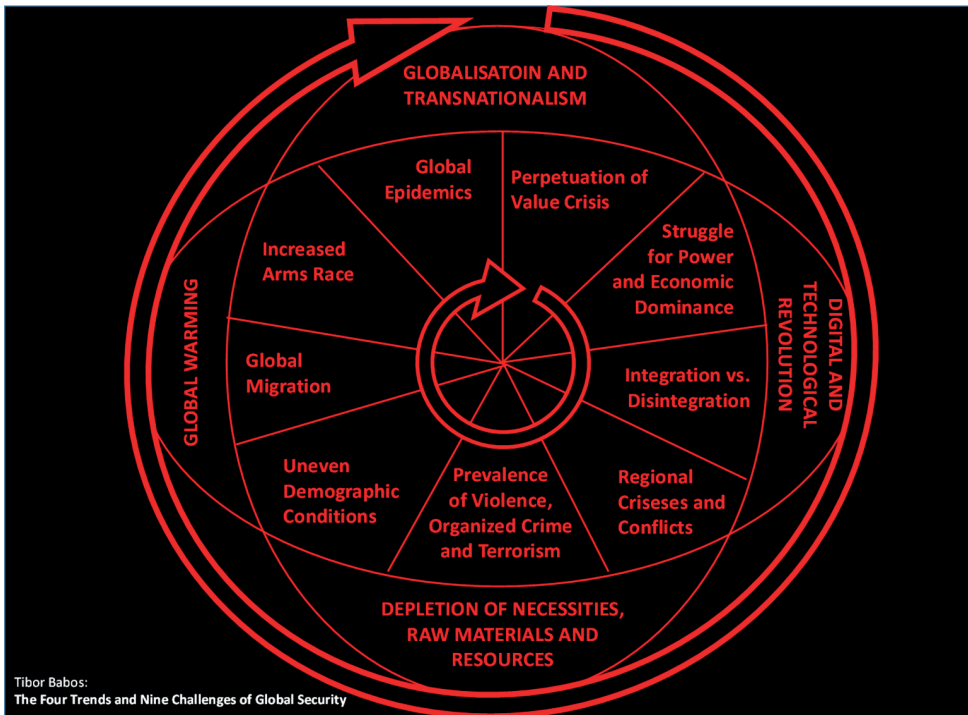 GLOBALISATOIN AND
TRANSNATIONALISM
Global
Epidemics
Perpetuation of
Value Crisis
Increased
Arms Race
Struggle
for Power
and Economic
Dominance
GLOBAL WARMING
DIGITAL AND
TECHNOLOGICAL
REVOLUTION
Global
Migration
Integration vs.
Disintegration
Uneven
Demographic
Conditions
Prevalence
of Violence,
Organized Crime
and Terrorism
Regional
Criseses and
Conflicts
DEPLETION OF NECESSITIES,
RAW MATERIALS AND
RESOURCES
Tibor Babos:
The Four Trends and Nine Challenges of Global Security